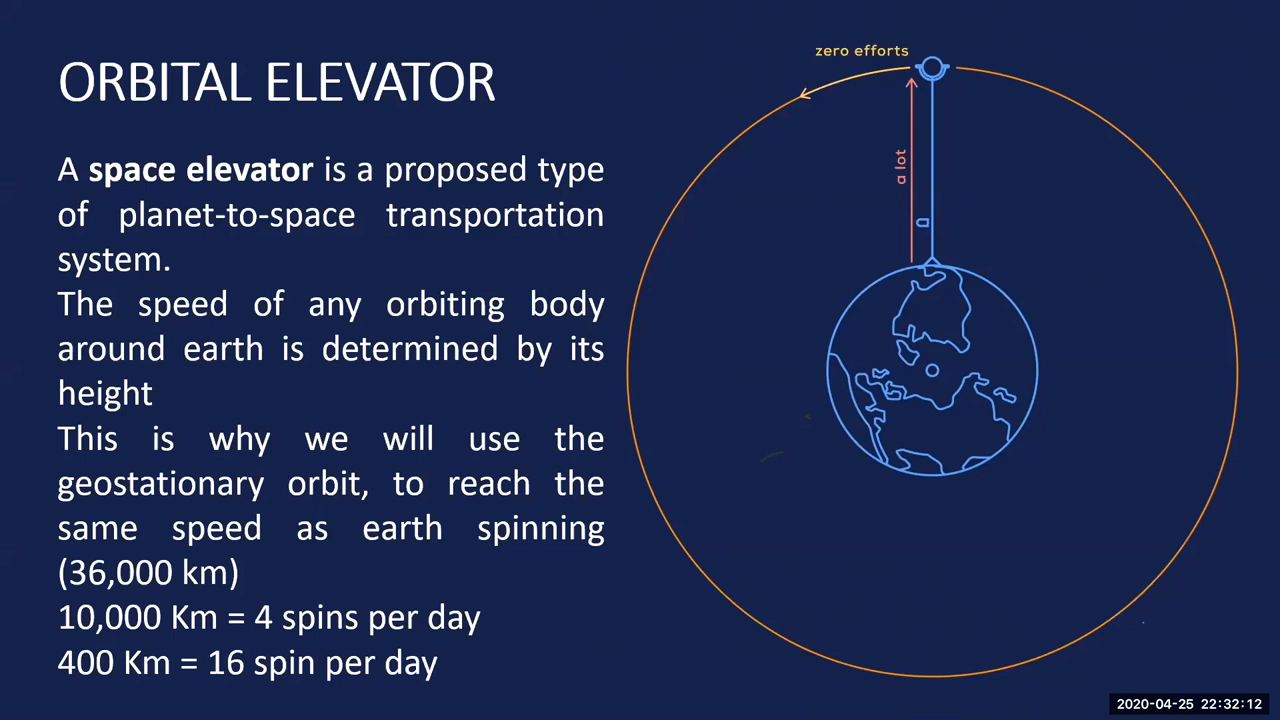 ORBITAL ELEVATOR
A space elevator is a proposed type
of planet-to-space transportation
system.
The speed of any orbiting body
around earth is determined by its
height
This is why we will use the
geostationary orbit, to reach the
same speed as earth spinning
(36,000 km)
10,000 Km = 4 spins per day
400 Km = 16 spin per day
zero efforts
a lot
2020-04-25 22:32:12